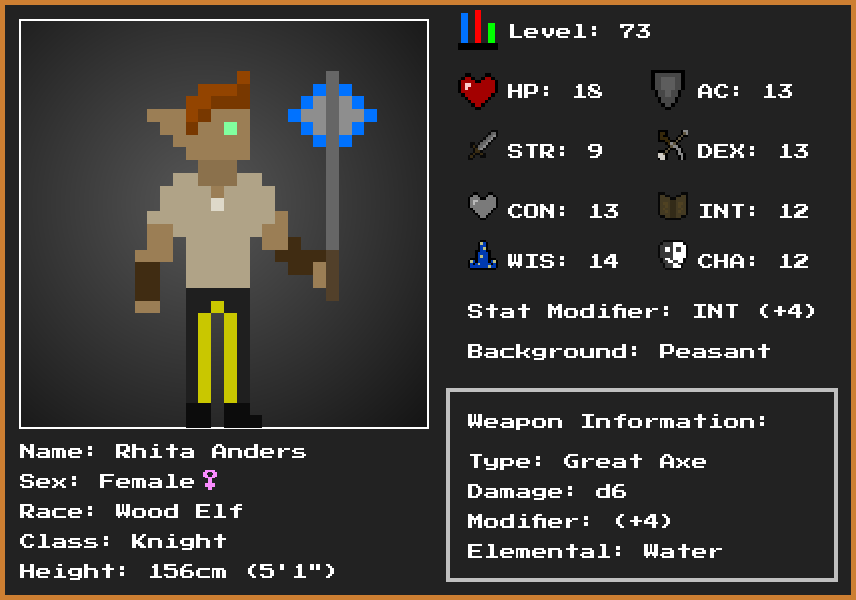 Level: 73
HP: 18 AC: 13
STR: 9 DEX: 13
CON: 13 INT: 12
WIS: 14 CHA: 12
Stat Modifier: INT (+4)
Background: Peasant
Weapon Information:
Type: Great Axe
Damage: d6
Modifier: (+4)
Elemental: Water
Name: Rhita Anders
Sex: Female♀
Race: Wood Elf
Class: Knight
Height: 156cm (5'1")